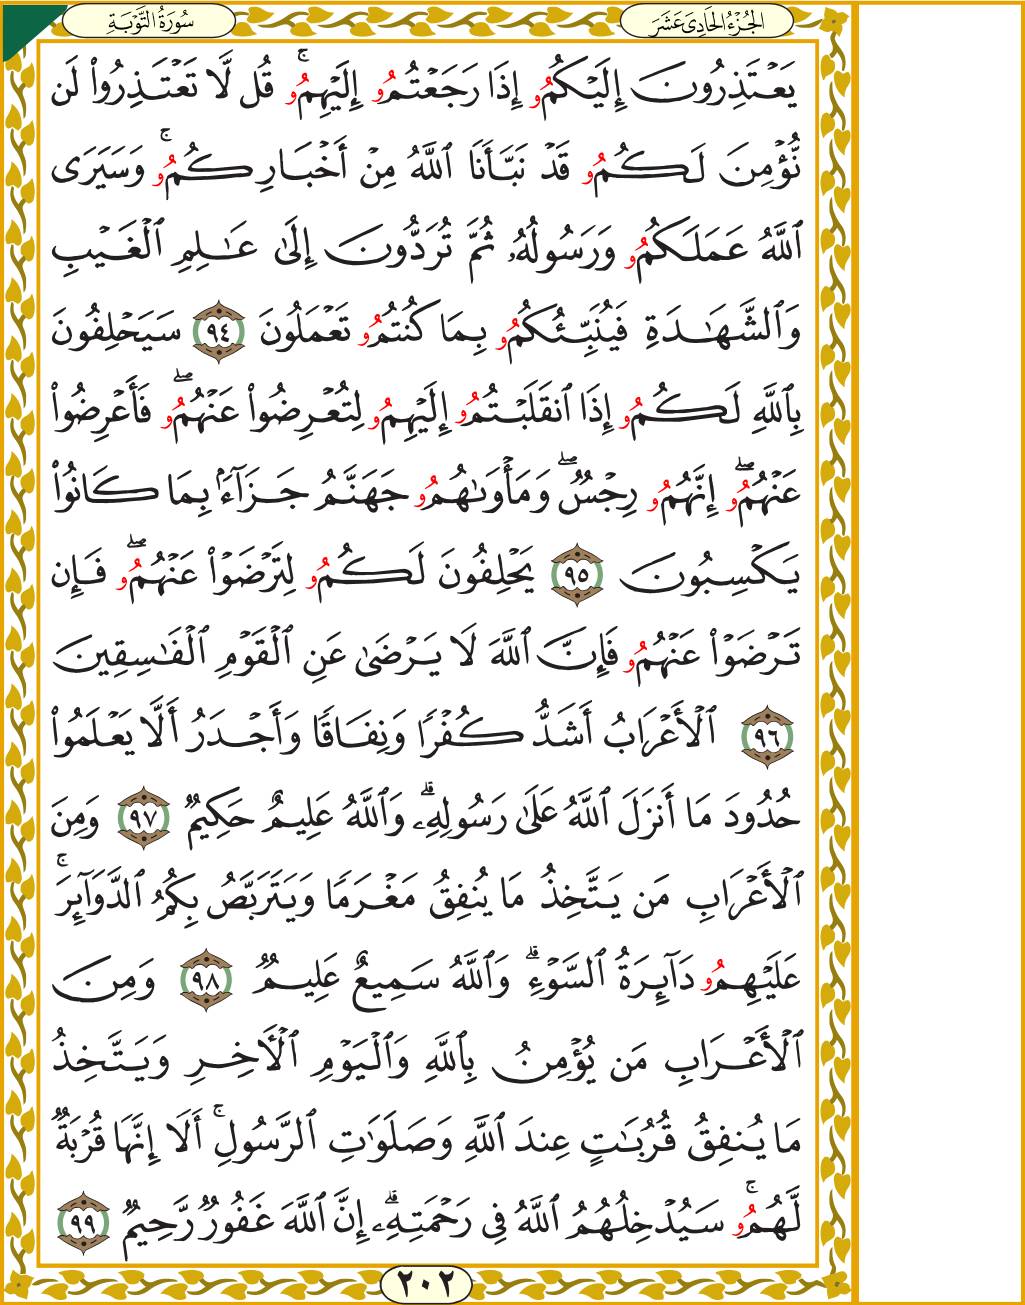 الجُزْءُ الحَادِى عَشَرَ
سُورَةُ التَّوْبَةِ
يَعْتَذِرُونَ إِلَيْكُمُۥ إِذَا رَجَعْتُمُۥ إِلَيْهِمُۥۚ قُل لَّا تَعْتَذِرُوا۟ لَن
نُّؤْمِنَ لَكُمُۥ قَدْ نَبَّأَنَا ٱللَّهُ مِنْ أَخْبَارِكُمُۥۚ وَسَيَرَى
ٱللَّهُ عَمَلَكُمُۥ وَرَسُولُهُۥ ثُمَّ تُرَدُّونَ إِلَىٰ عَـٰلِمِ ٱلْغَيْبِ
وَٱلشَّهَـٰدَةِ فَيُنَبِّئُكُمُۥ بِمَا كُنتُمُۥ تَعْمَلُونَ ٩٤ سَيَحْلِفُونَ
بِٱللَّهِ لَكُمُۥ إِذَا ٱنقَلَبْتُمُۥ إِلَيْهِمُۥ لِتُعْرِضُوا۟ عَنْهُمُۥۖ فَأَعْرِضُوا۟
عَنْهُمُۥۖ إِنَّهُمُۥ رِجْسٌۖ وَمَأْوَىٰهُمُۥ جَهَنَّمُ جَزَآءًۢ بِمَا كَانُوا۟
يَكْسِبُونَ ٩٥ يَحْلِفُونَ لَكُمُۥ لِتَرْضَوْا۟ عَنْهُمُۥۖ فَإِن
تَرْضَوْا۟ عَنْهُمُۥ فَإِنَّ ٱللَّهَ لَا يَرْضَىٰ عَنِ ٱلْقَوْمِ ٱلْفَـٰسِقِينَ
٩٦ ٱلْأَعْرَابُ أَشَدُّ كُفْرًا وَنِفَاقًا وَأَجْدَرُ أَلَّا يَعْلَمُوا۟
حُدُودَ مَا أَنزَلَ ٱللَّهُ عَلَىٰ رَسُولِهِۦۗ وَٱللَّهُ عَلِيمٌ حَكِيمٌ ٩٧ وَمِنَ
ٱلْأَعْرَابِ مَن يَتَّخِذُ مَا يُنفِقُ مَغْرَمًا وَيَتَرَبَّصُ بِكُمُ ٱلدَّوَآئِرَۚ
عَلَيْهِمُۥ دَآئِرَةُ ٱلسَّوْءِۗ وَٱللَّهُ سَمِيعٌ عَلِيمٌ ٩٨ وَمِنَ
ٱلْأَعْرَابِ مَن يُؤْمِنُ بِٱللَّهِ وَٱلْيَوْمِ ٱلْـَٔاخِرِ وَيَتَّخِذُ
مَا يُنفِقُ قُرُبَـٰتٍ عِندَ ٱللَّهِ وَصَلَوَٰتِ ٱلرَّسُولِۚ أَلَا إِنَّهَا قُرْبَةٌ
لَّهُمُۥۚ سَيُدْخِلُهُمُ ٱللَّهُ فِى رَحْمَتِهِۦۗ إِنَّ ٱللَّهَ غَفُورٌ رَّحِيمٌ ٩٩
٢٠٢